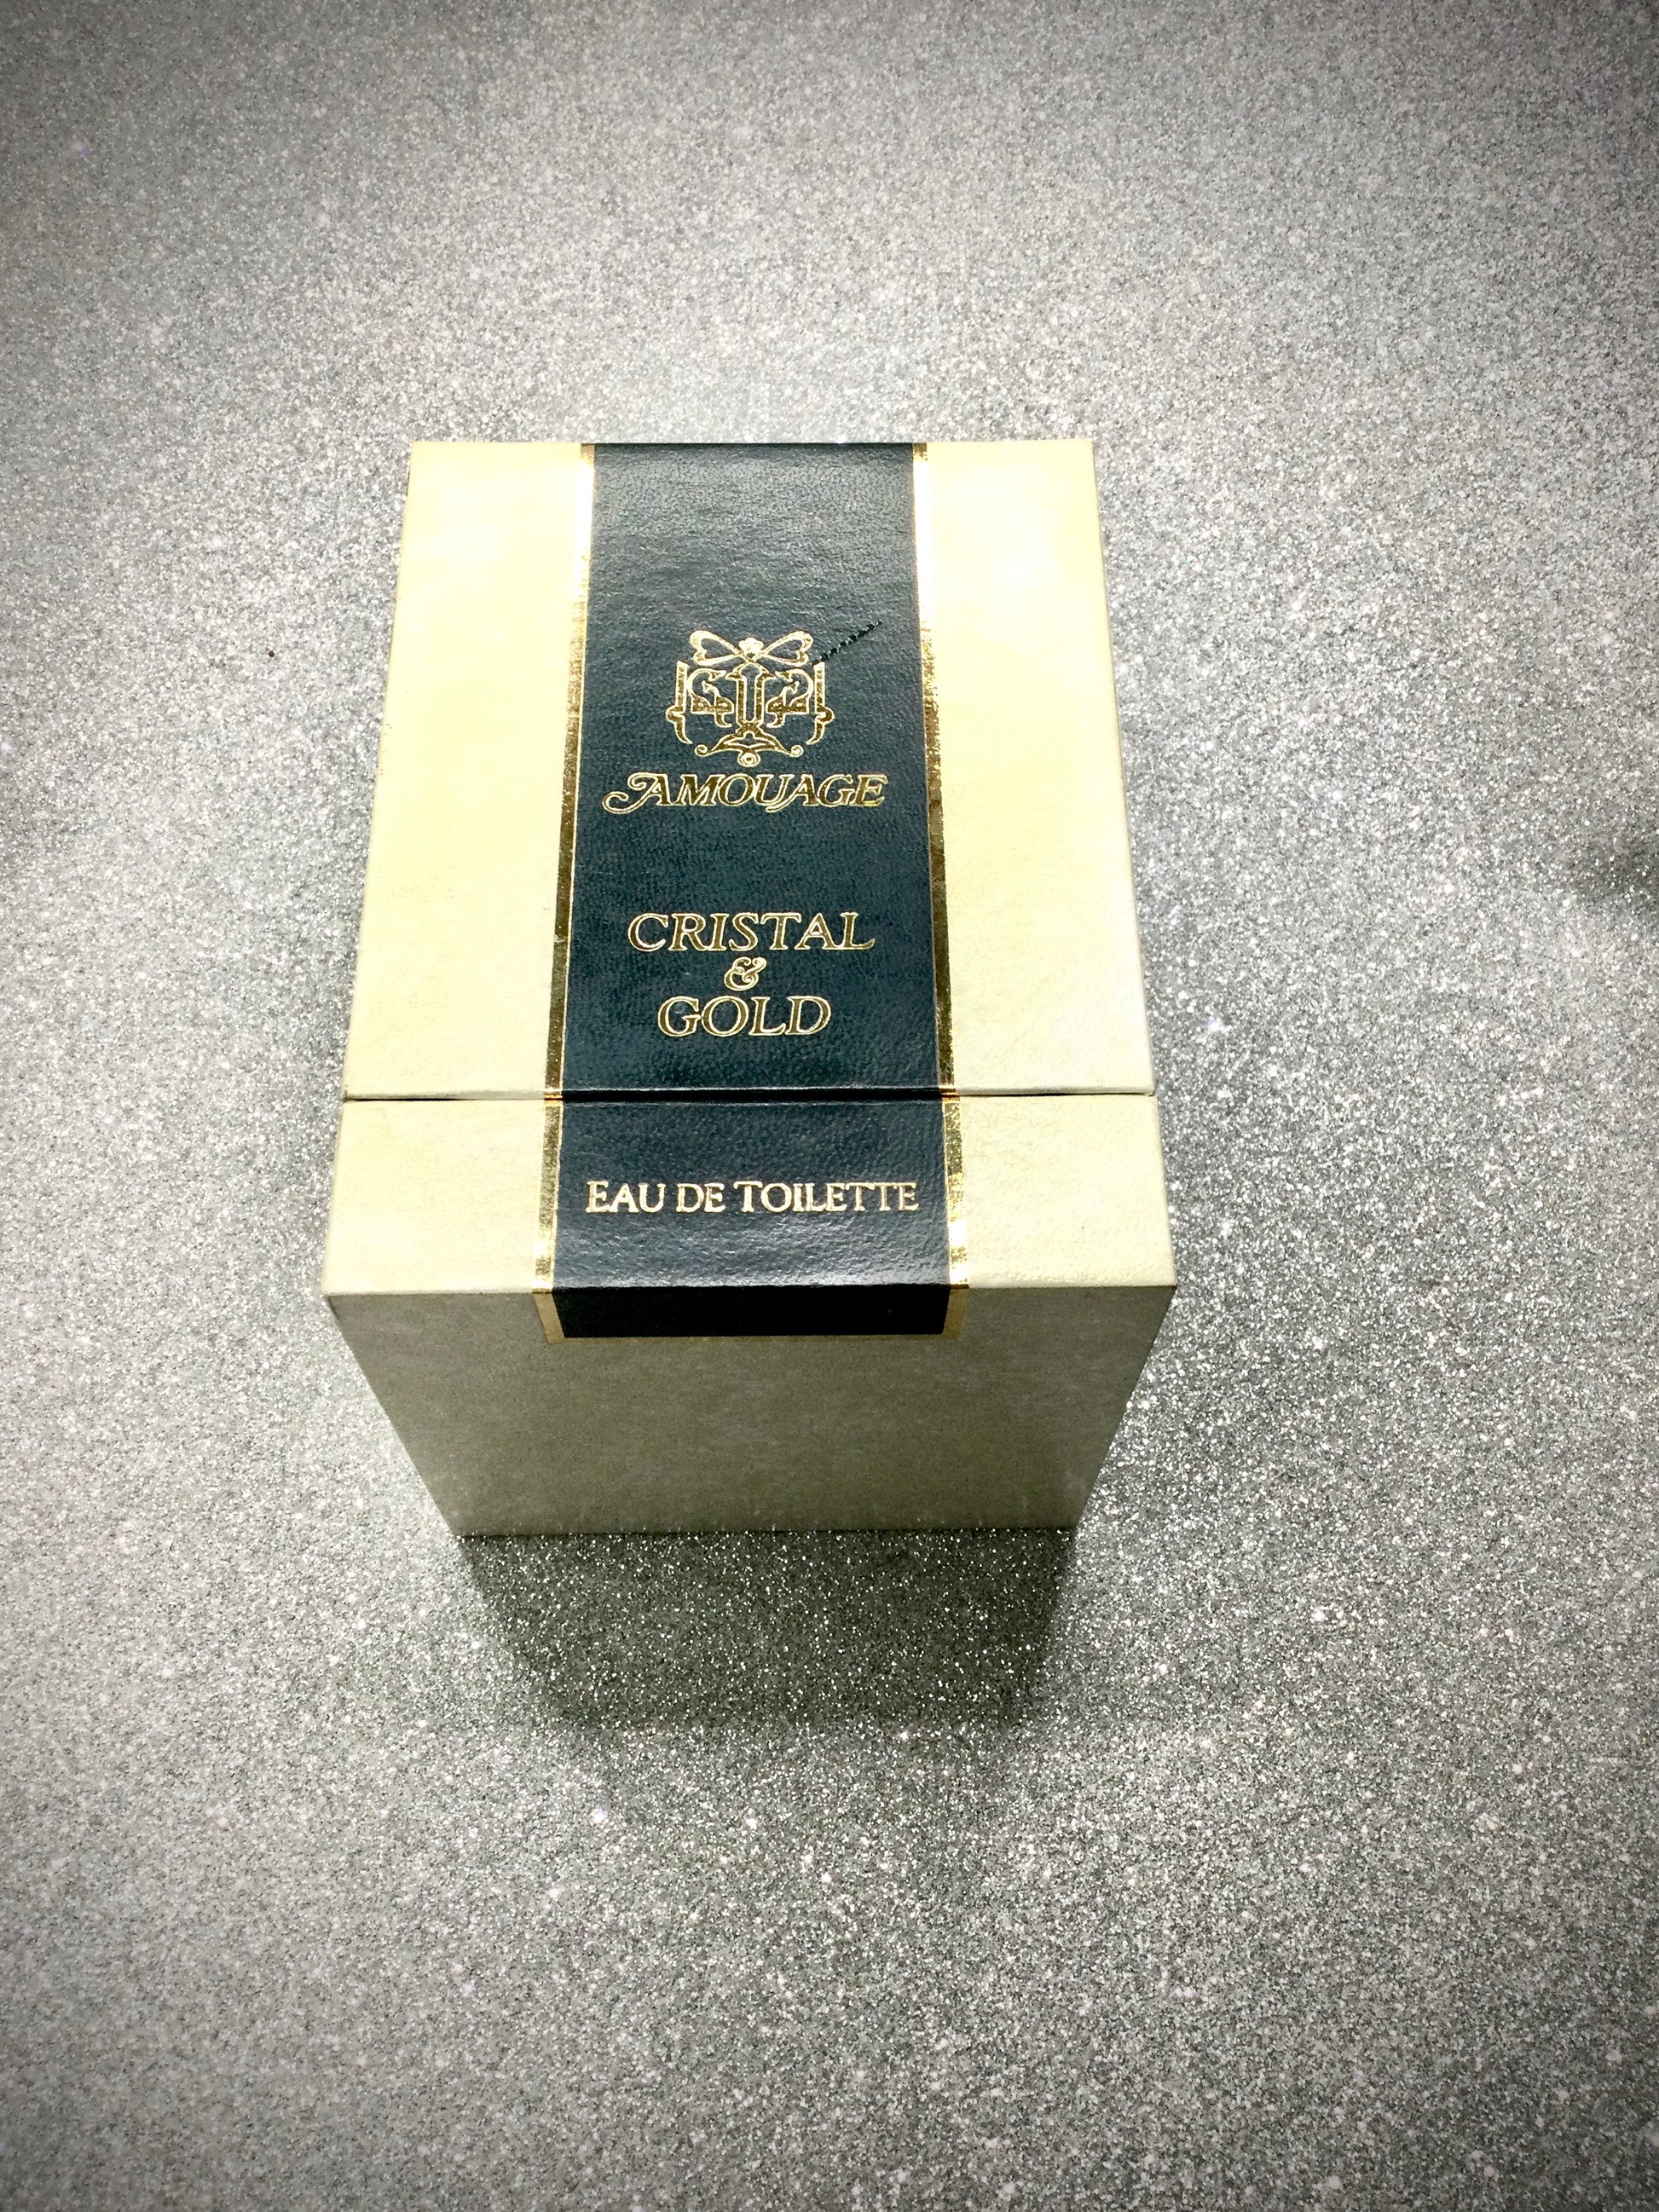 AMOUAGE
CRISTAL
&
GOLD
EAU DE TOILETTE